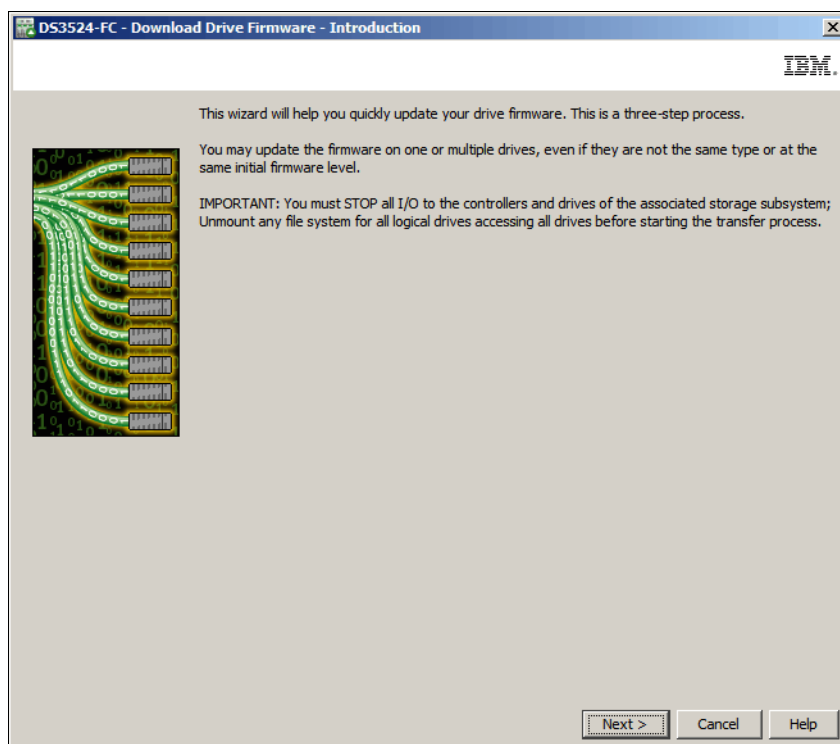 DS3524-FC - Download Drive Firmware - Introduction
IBM.
This wizard will help you quickly update your drive firmware. This is a three-step process.
You may update the firmware on one or multiple drives, even if they are not the same type or at the
same initial firmware level.
IMPORTANT: You must STOP all I/O to the controllers and drives of the associated storage subsystem;
Unmount any file system for all logical drives accessing all drives before starting the transfer process.
Next > Cancel Help